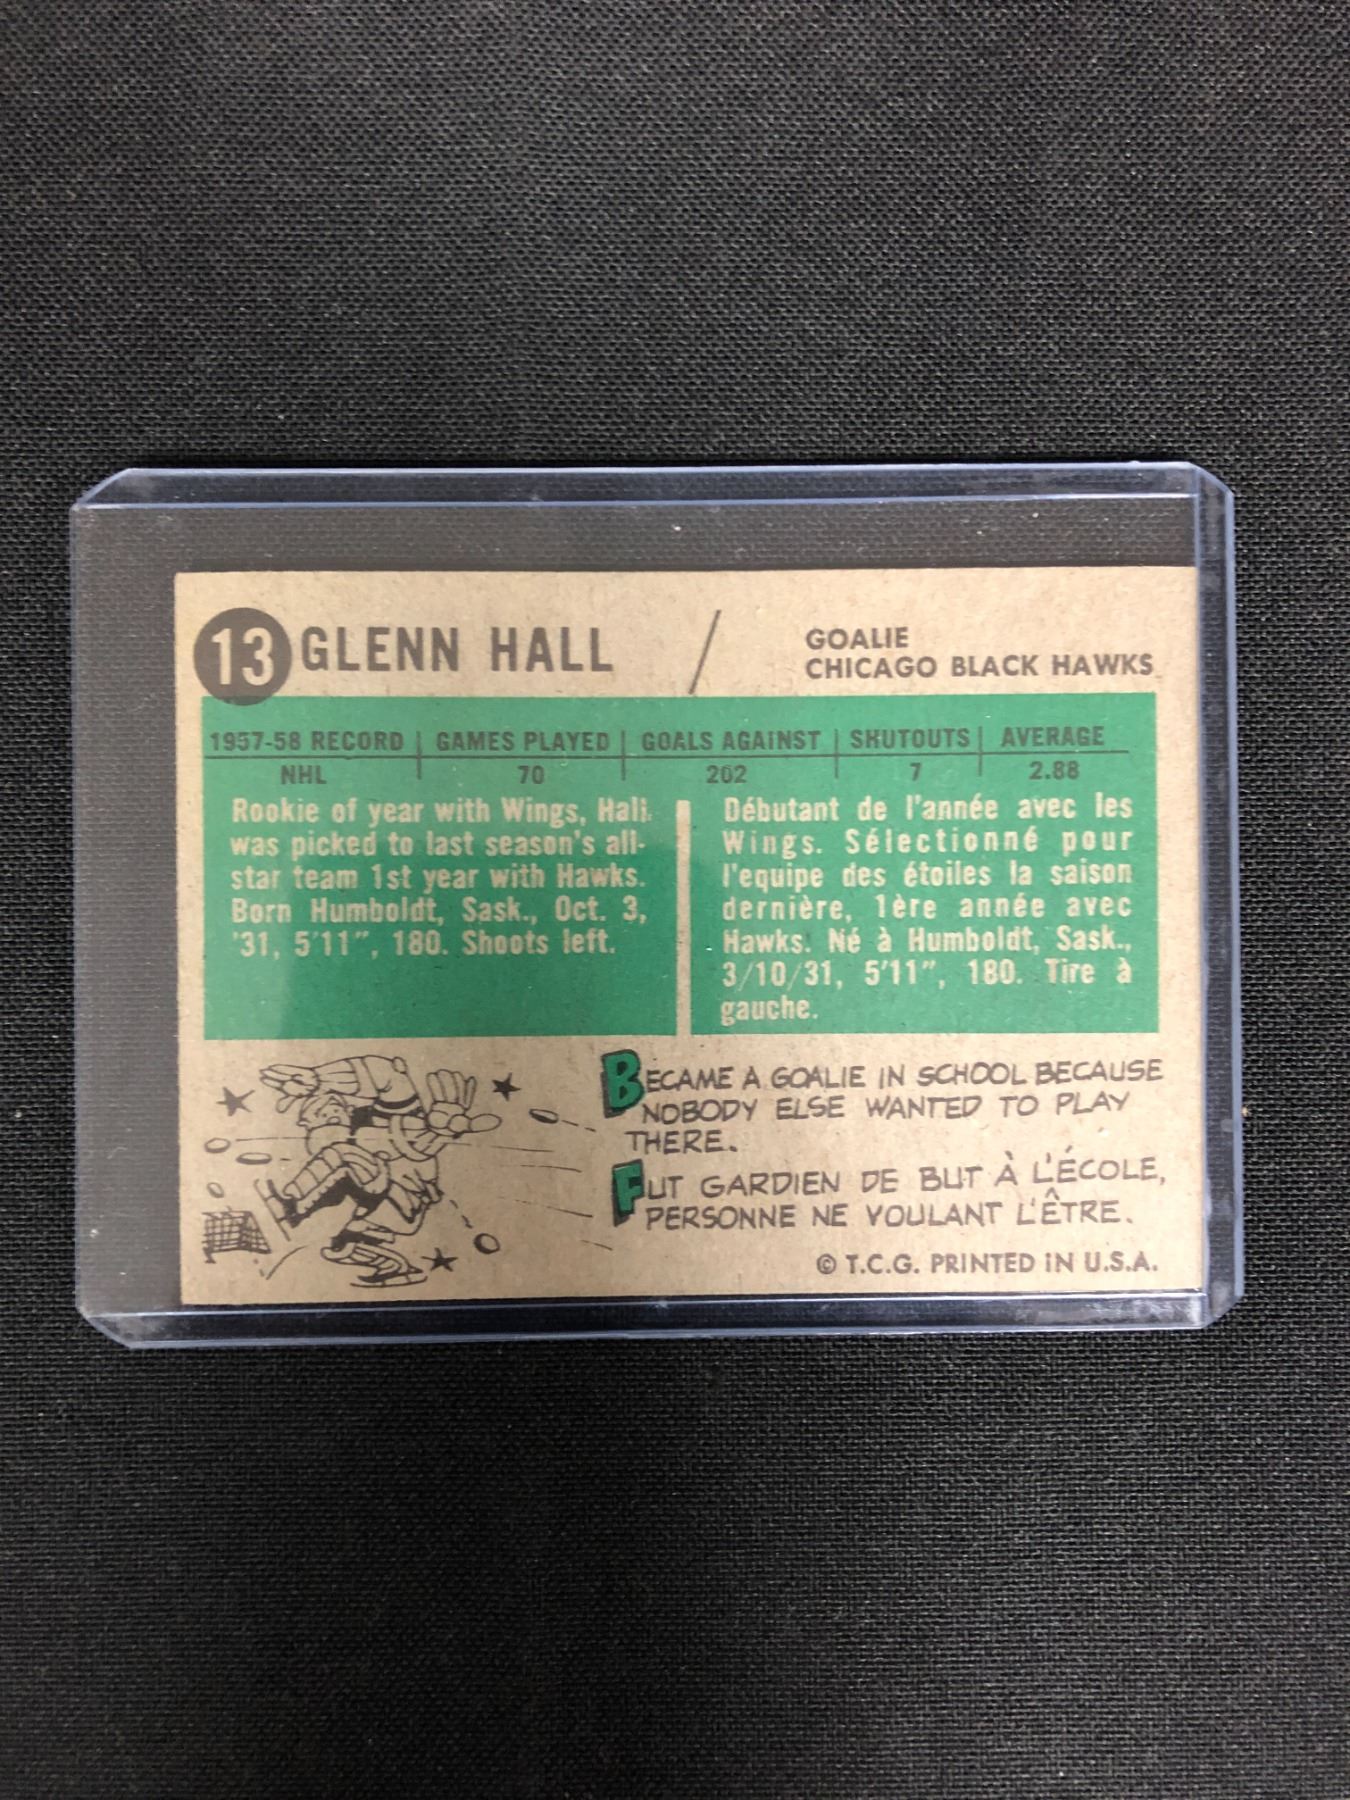 13 GLENN HALL / GOALIE
CHICAGO BLACK HAWKS
1957-58 RECORD | GAMES PLAYED | GOALS AGAINST | SHUTOUTS | AVERAGE
NHL 70 202 7 2.88
Rookie of year with Wings, Hall
was picked to last season's all-
star team 1st year with Hawks.
Born Humboldt, Sask., Oct. 3,
'31, 5'11", 180. Shoots left.
Débutant de l'année avec les
Wings. Sélectionné pour
l'equipe des étoiles la saison
dernière, 1ère année avec
Hawks. Né à Humboldt, Sask.,
3/10/31, 5'11", 180. Tire à
gauche.
BECAME A GOALIE IN SCHOOL BECAUSE
NOBODY ELSE WANTED TO PLAY
THERE.
FUT GARDIEN DE BUT À L'ÉCOLE,
PERSONNE NE VOULANT L'ÊTRE.
© T.C.G. PRINTED IN U.S.A.